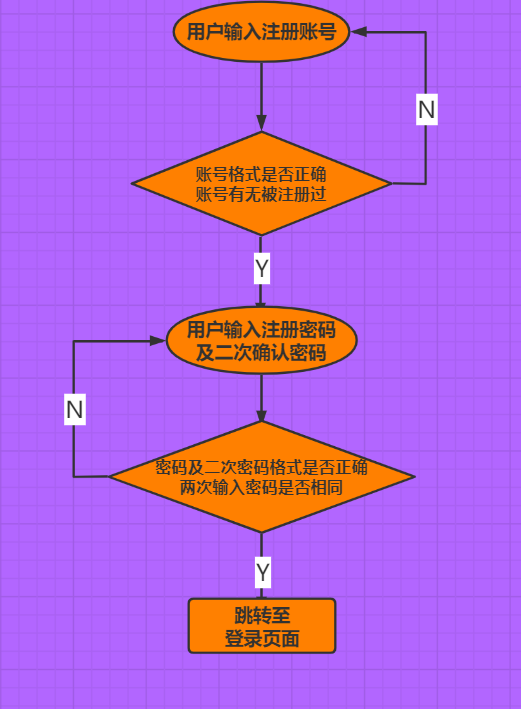 用户输入注册账号
N
账号格式是否正确
账号有无被注册过
Y
用户输入注册密码
及二次确认密码
N
密码及二次密码格式是否正确
两次输入密码是否相同
Y
跳转至
登录页面